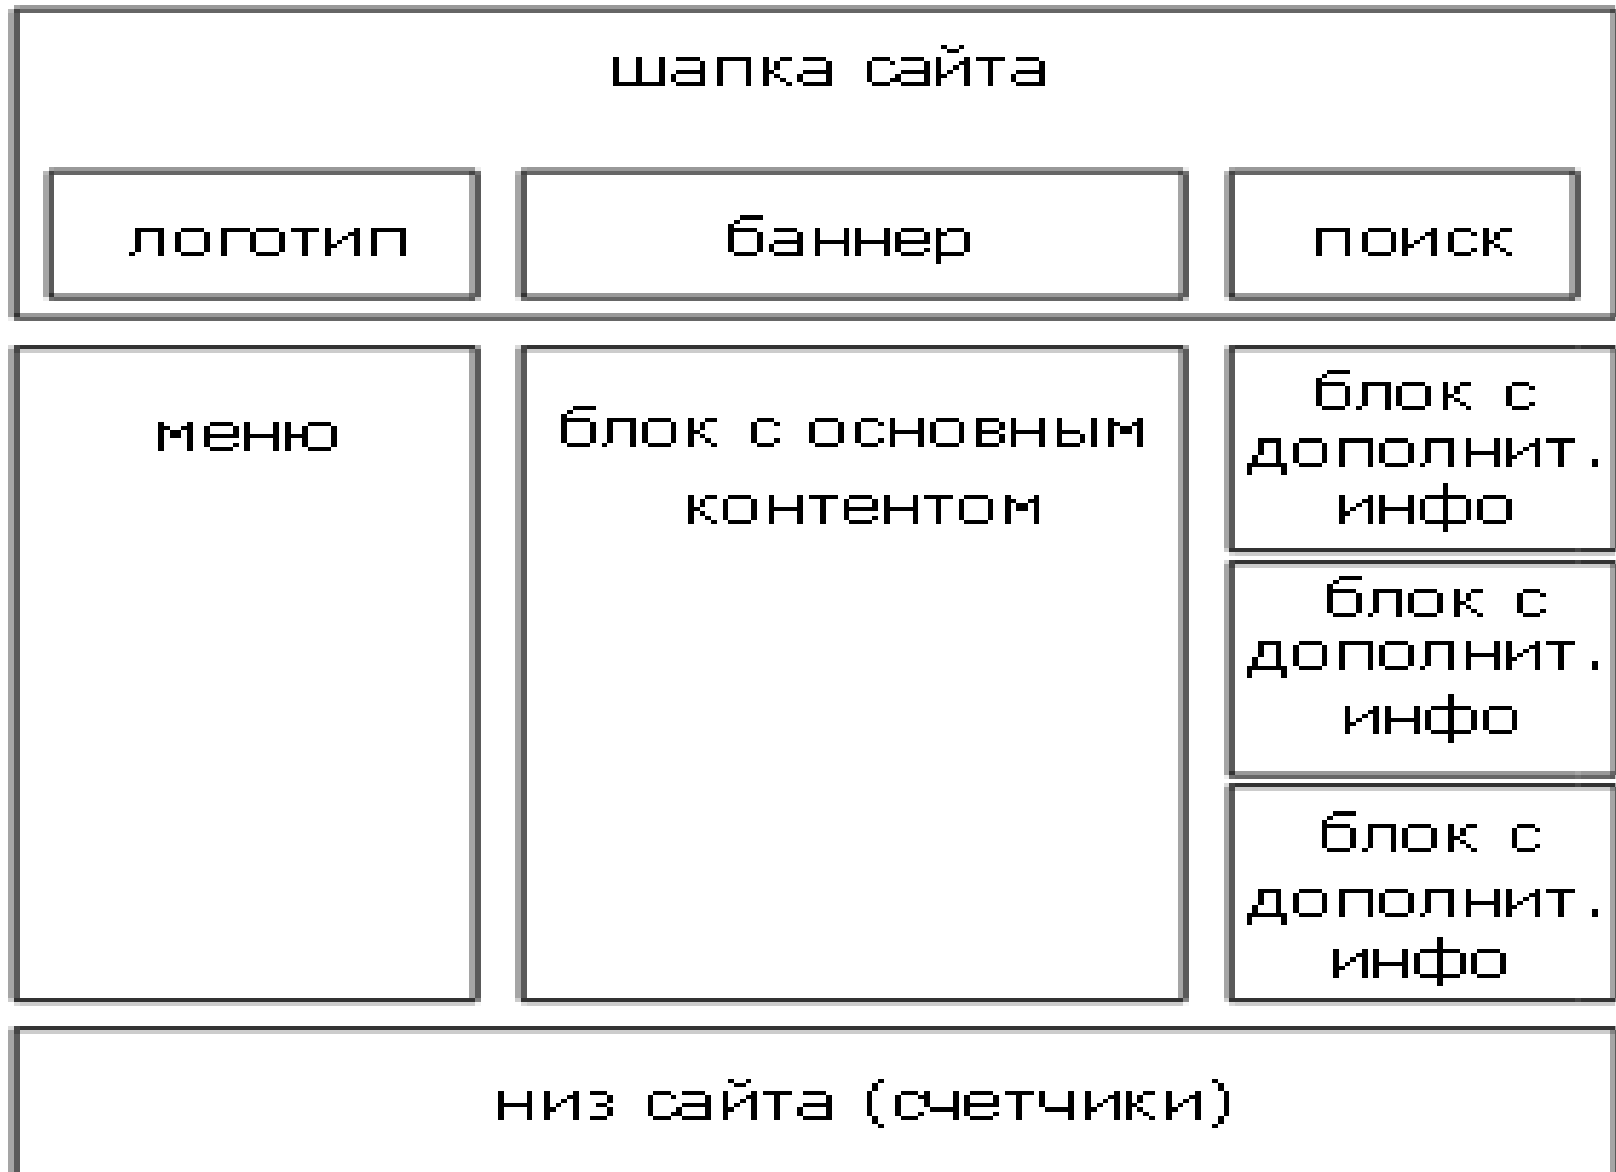 шапка сайта
логотип
баннер
поиск
меню
блок с основным
контентом
блок с
дополнит.
инфо
блок с
дополнит.
инфо
блок с
дополнит.
инфо
низ сайта (счетчики)